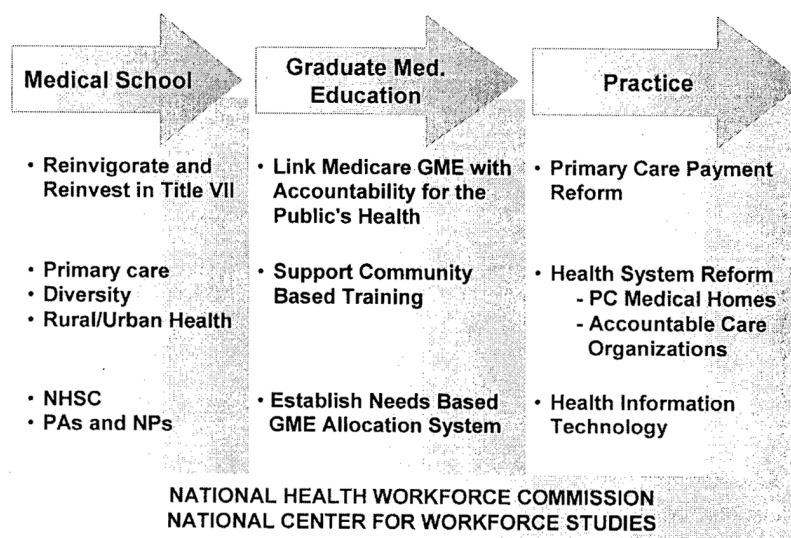 Medical School
Graduate Med.
Education
Practice
• Reinvigorate and
Reinvest in Title VII
• Primary care
• Diversity
• Rural/Urban Health
• NHSC
• PAs and NPs
• Link Medicare GME with
Accountability for the
Public's Health
• Support Community
Based Training
• Establish Needs Based
GME Allocation System
• Primary Care Payment
Reform
• Health System Reform
- PC Medical Homes
- Accountable Care
Organizations
• Health Information
Technology
NATIONAL HEALTH WORKFORCE COMMISSION
NATIONAL CENTER FOR WORKFORCE STUDIES